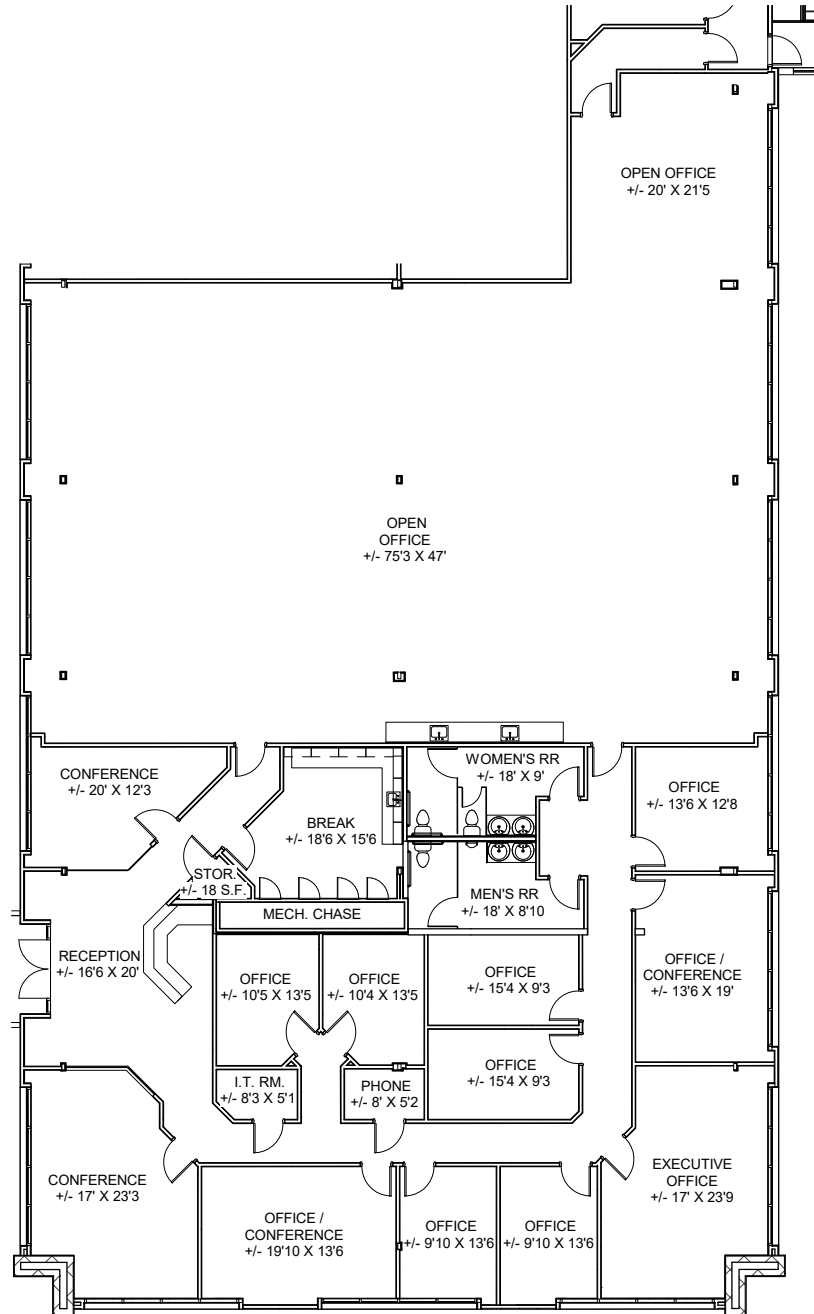 OPEN OFFICE
+/- 20' X 21'5
OPEN
OFFICE
+/- 75'3 X 47'
CONFERENCE
+/- 20' X 12'3
WOMEN'S RR
+/- 18' X 9'
OFFICE
+/- 13'6 X 12'8
BREAK
+/- 18'6 X 15'6
STOR.
+/- 18 S.F.
MEN'S RR
+/- 18' X 8'10
MECH. CHASE
RECEPTION
+/- 16'6 X 20'
OFFICE
+/- 10'5 X 13'5
OFFICE
+/- 10'4 X 13'5
OFFICE
+/- 15'4 X 9'3
OFFICE /
CONFERENCE
+/- 13'6 X 19'
OFFICE
+/- 15'4 X 9'3
I.T. RM.
+/- 8'3 X 5'1
PHONE
+/- 8' X 5'2
CONFERENCE
+/- 17' X 23'3
EXECUTIVE
OFFICE
+/- 17' X 23'9
OFFICE /
CONFERENCE
+/- 19'10 X 13'6
OFFICE
+/- 9'10 X 13'6
OFFICE
+/- 9'10 X 13'6